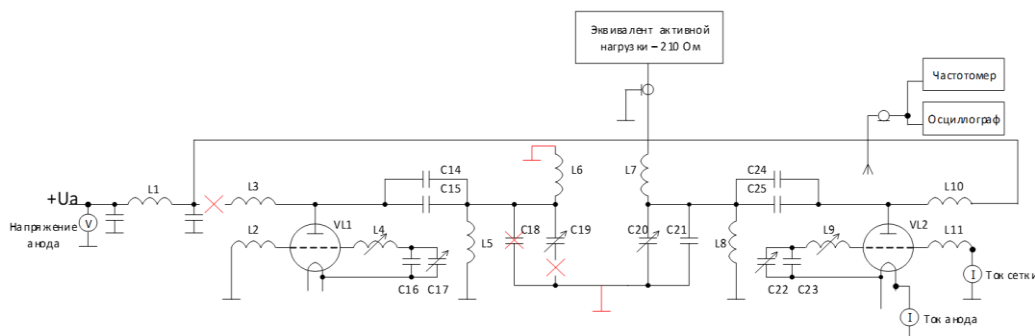 Эквивалент активной
нагрузки – 210 Ом
Частотомер
Осциллограф
+Ua
L1
L3
C14
C15
L6
L7
C24
C25
L10
Напряжение
анода
V
L2
VL1
L4
C16
C17
L5
C18
C19
C20
C21
L8
L9
C22
C23
VL2
L11
I
Ток сетки
I
Ток анода